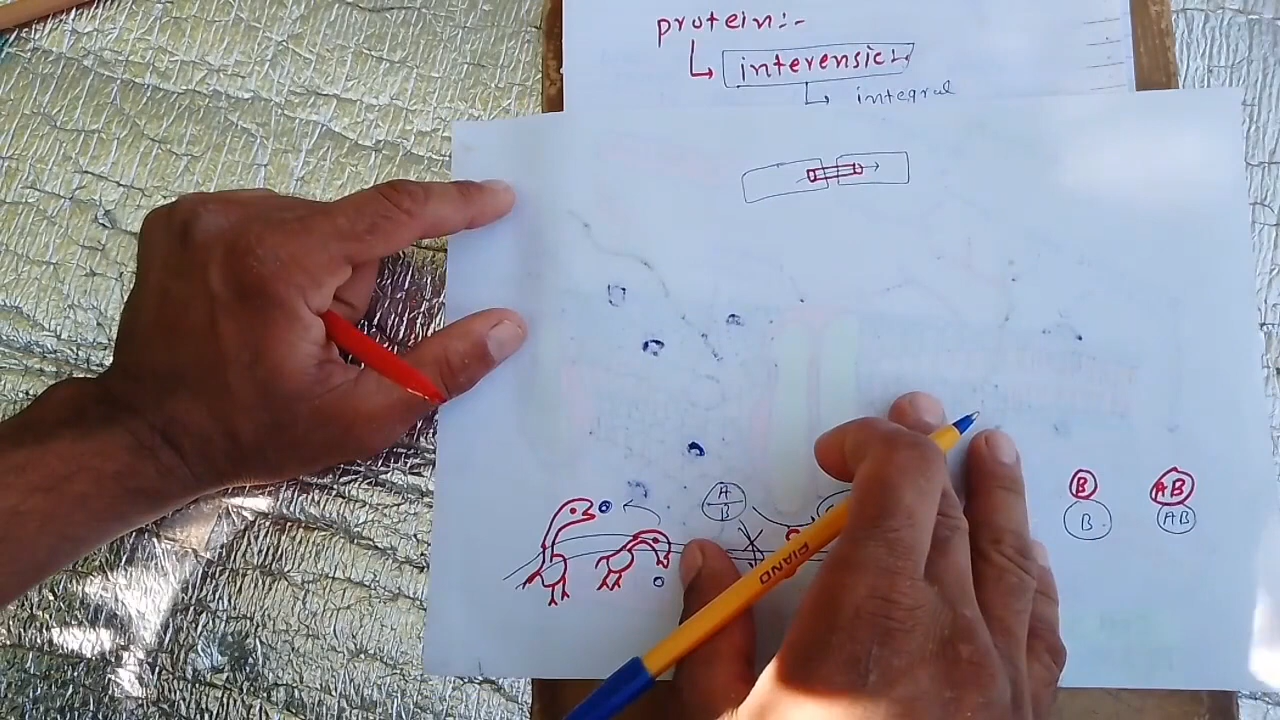 protein:-
interensic
integral
A
B
B
AB
B
AB
PIANO